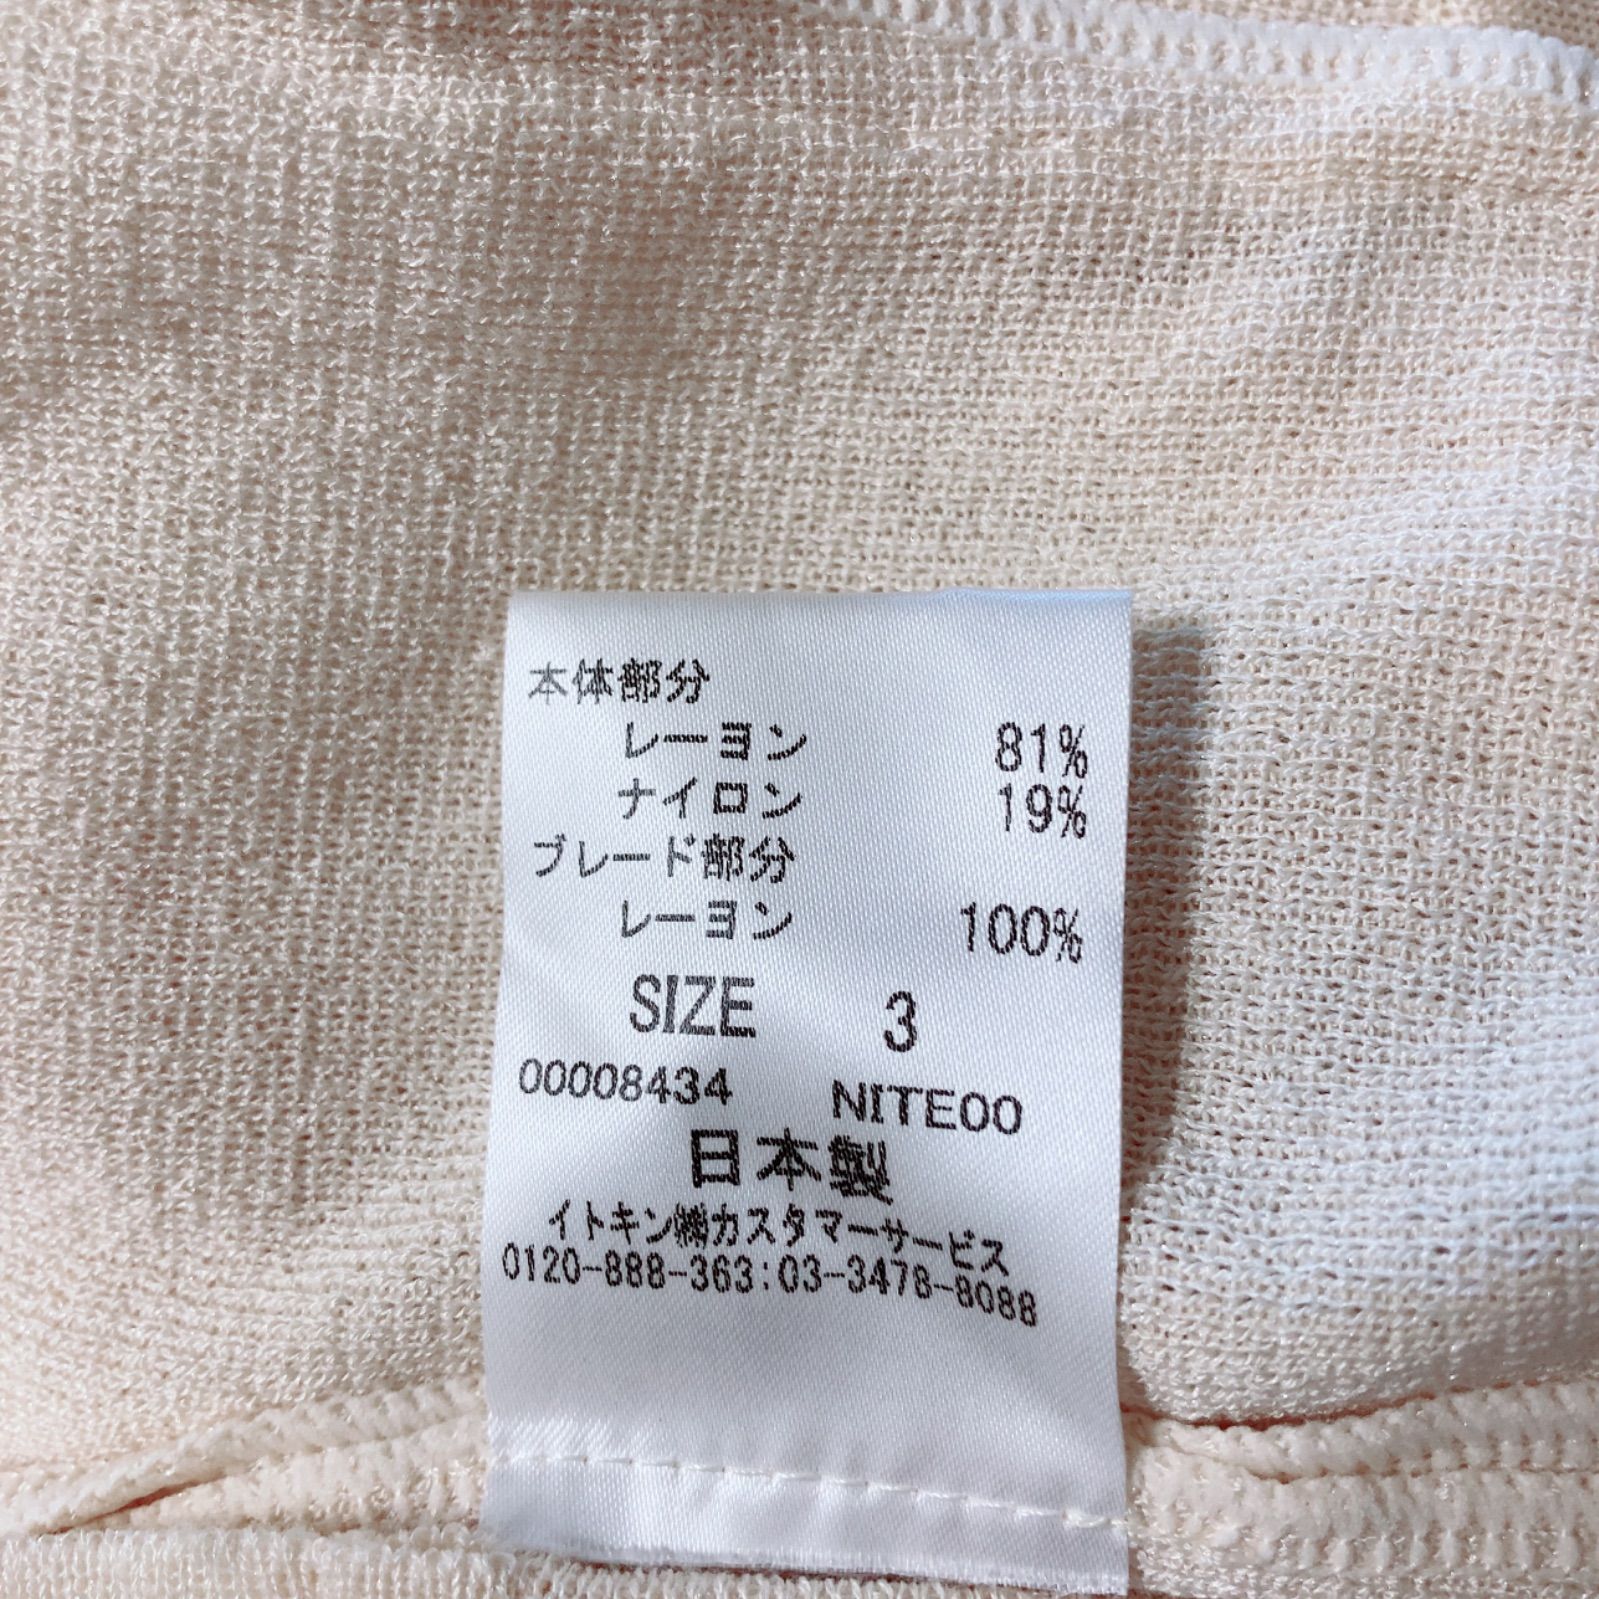 本体部分
レーヨン 81%
ナイロン 19%
ブレード部分
レーヨン 100%
SIZE 3
00008434 NITE00
日本製
イトキン㈱カスタマーサービス
0120-888-363:03-3478-8088